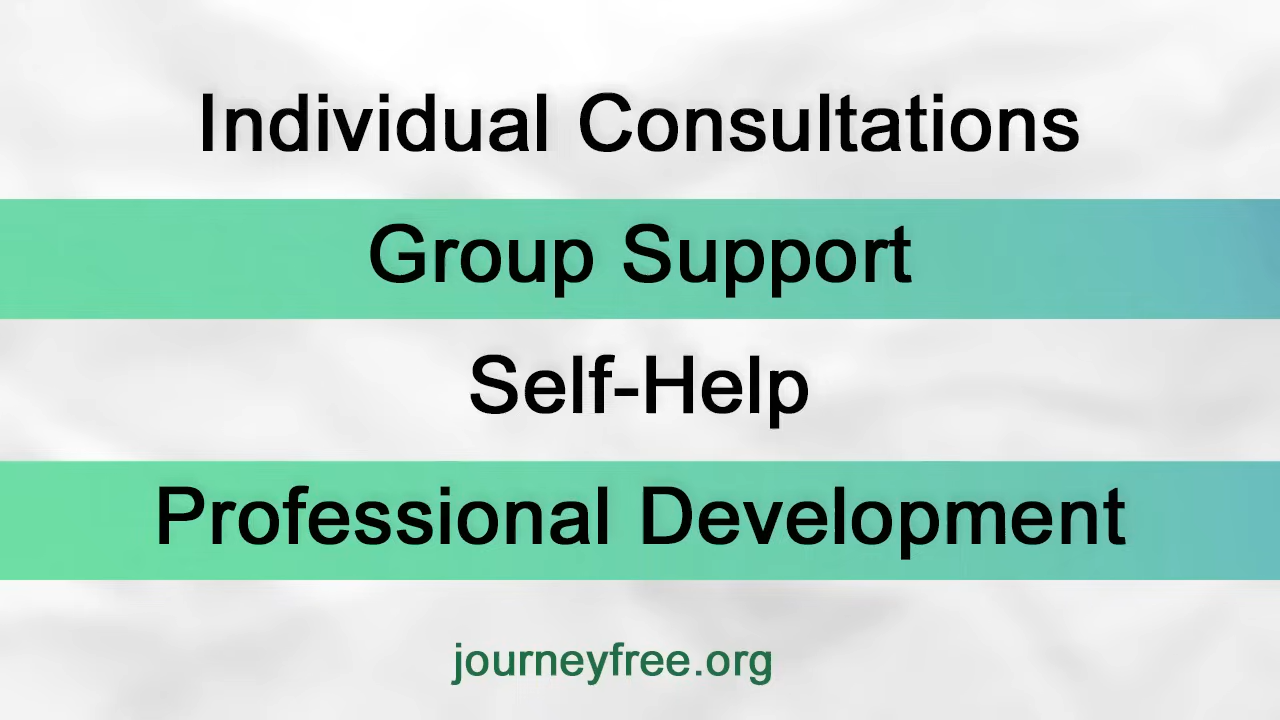 Individual Consultations
Group Support
Self-Help
Professional Development
journeyfree.org